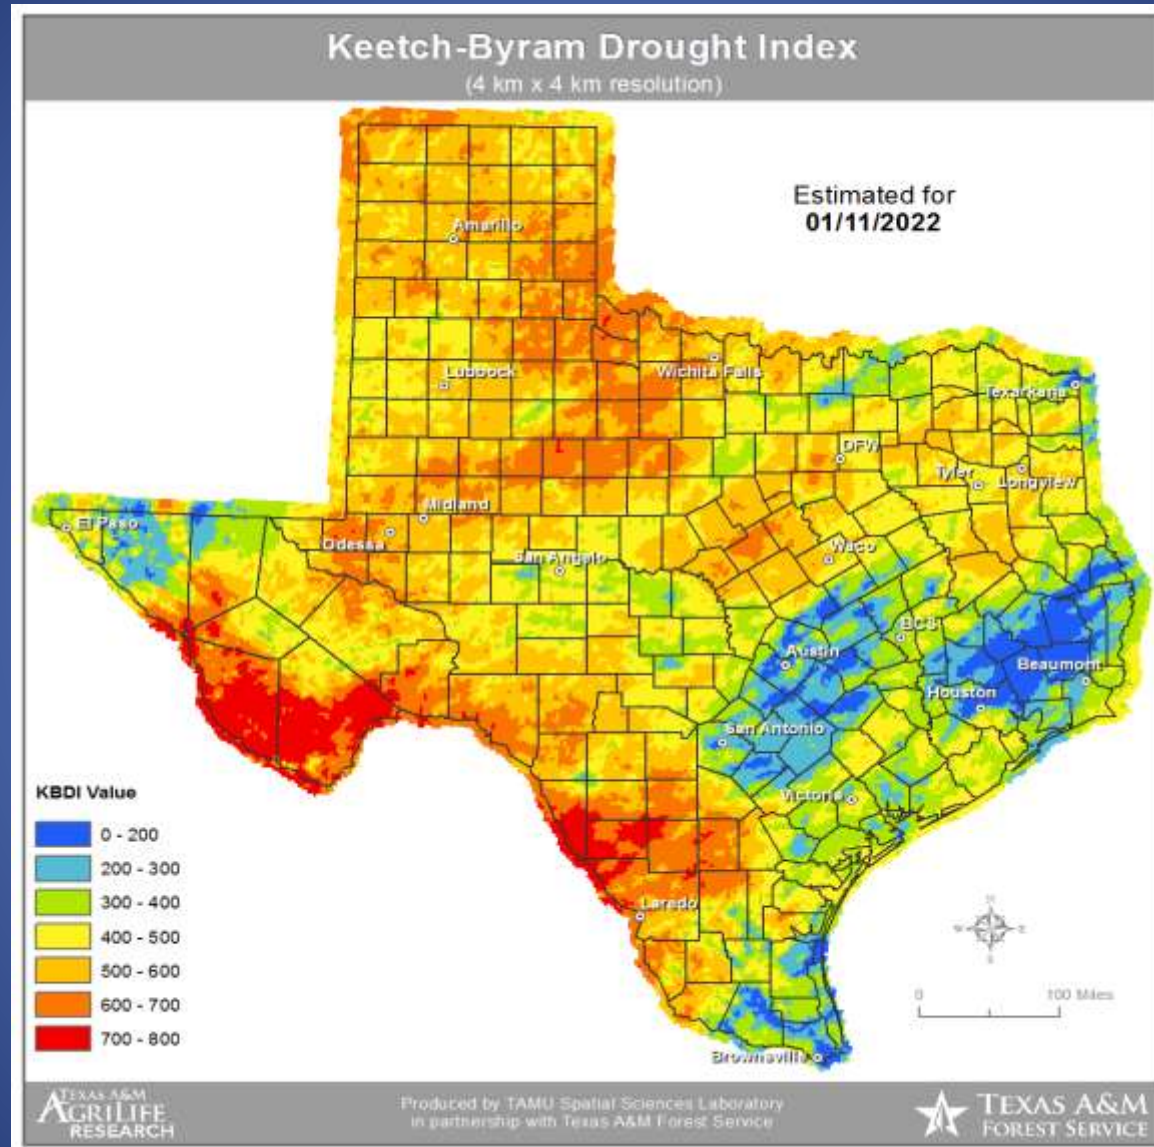 Keetch-Byram Drought Index
(4 km x 4 km resolution)
Estimated for
01/11/2022
Amarillo
Lubbock
Wichita Falls
Texarkana
DFW
Tyler
Longview
Midland
El Paso
Odessa
San Angelo
Waco
BCS
Austin
Beaumont
Houston
San Antonio
Victoria
Laredo
Brownsville
KBDI Value
0 - 200
200 - 300
300 - 400
400 - 500
500 - 600
600 - 700
700 - 800
N
W
E
S
0
100 Miles
TEXAS A&M
AGRILIFE
RESEARCH
Produced by TAMU Spatial Sciences Laboratory
in partnership with Texas A&M Forest Service
TEXAS A&M
FOREST SERVICE